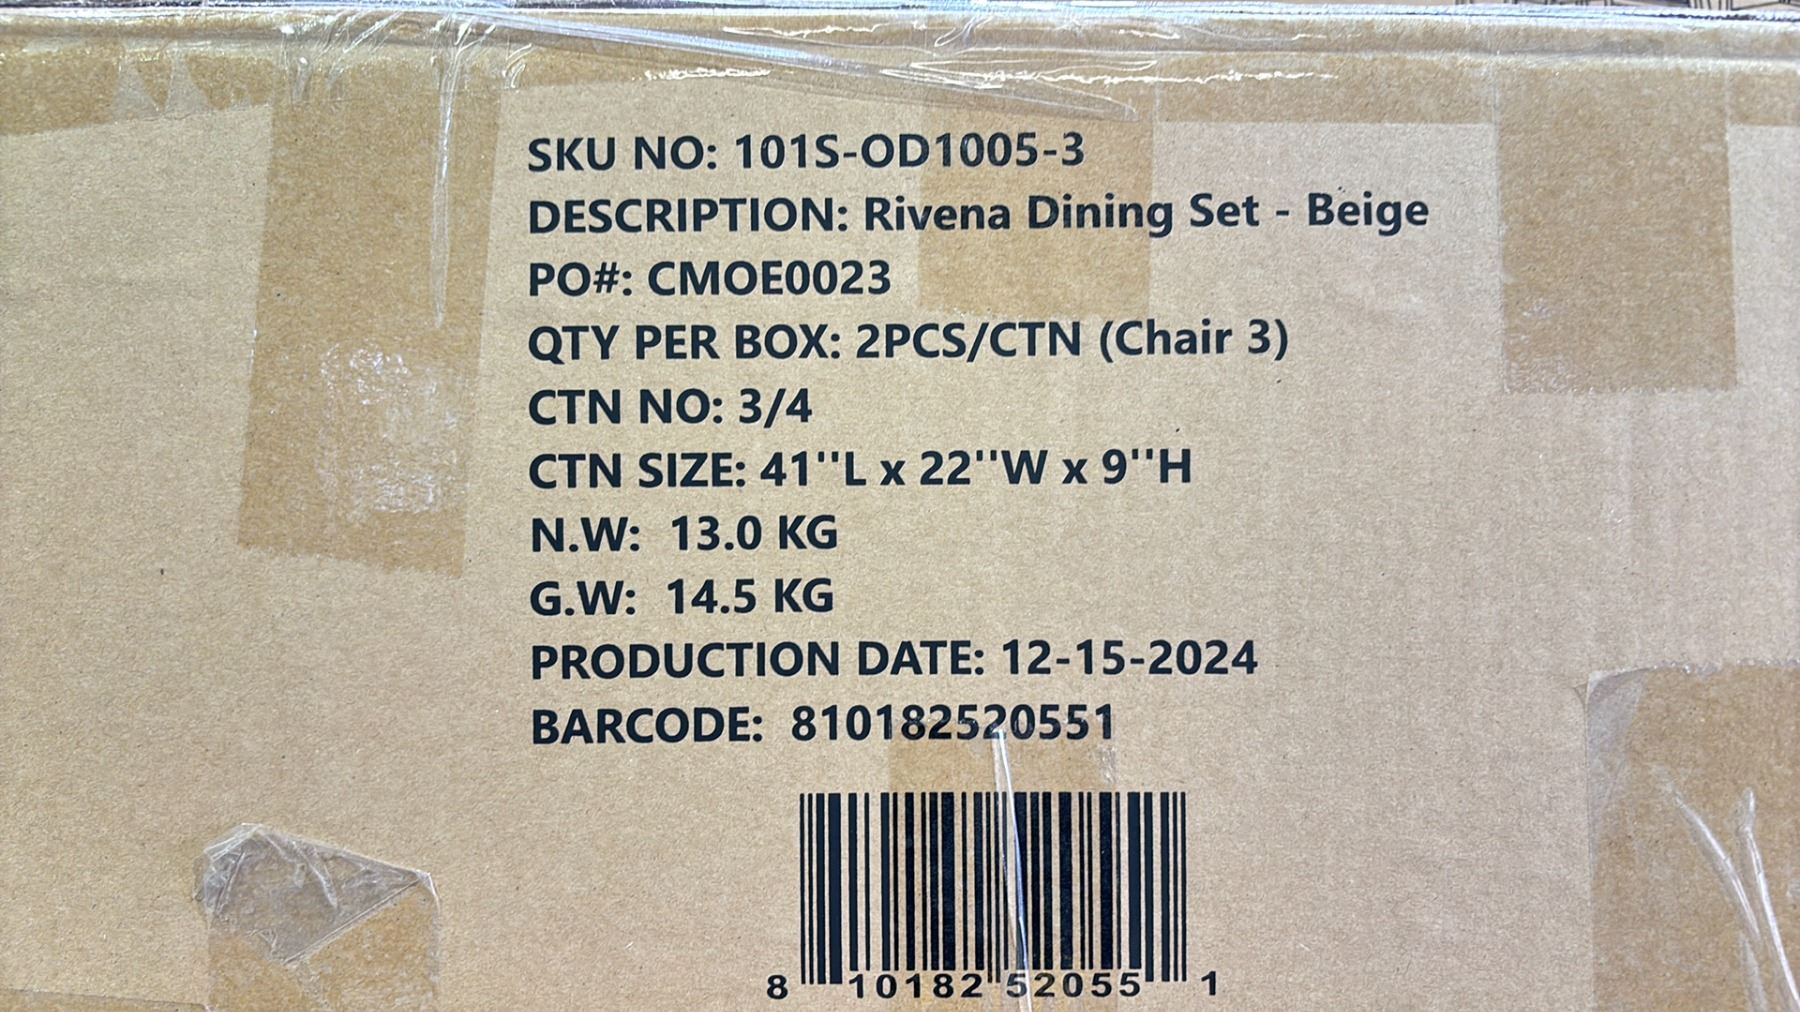 SKU NO: 101S-OD1005-3
DESCRIPTION: Rivena Dining Set - Beige
PO#: CMOE0023
QTY PER BOX: 2PCS/CTN (Chair 3)
CTN NO: 3/4
CTN SIZE: 41''L x 22''W x 9''H
N.W: 13.0 KG
G.W: 14.5 KG
PRODUCTION DATE: 12-15-2024
BARCODE: 810182520551
8 10182 52055 1